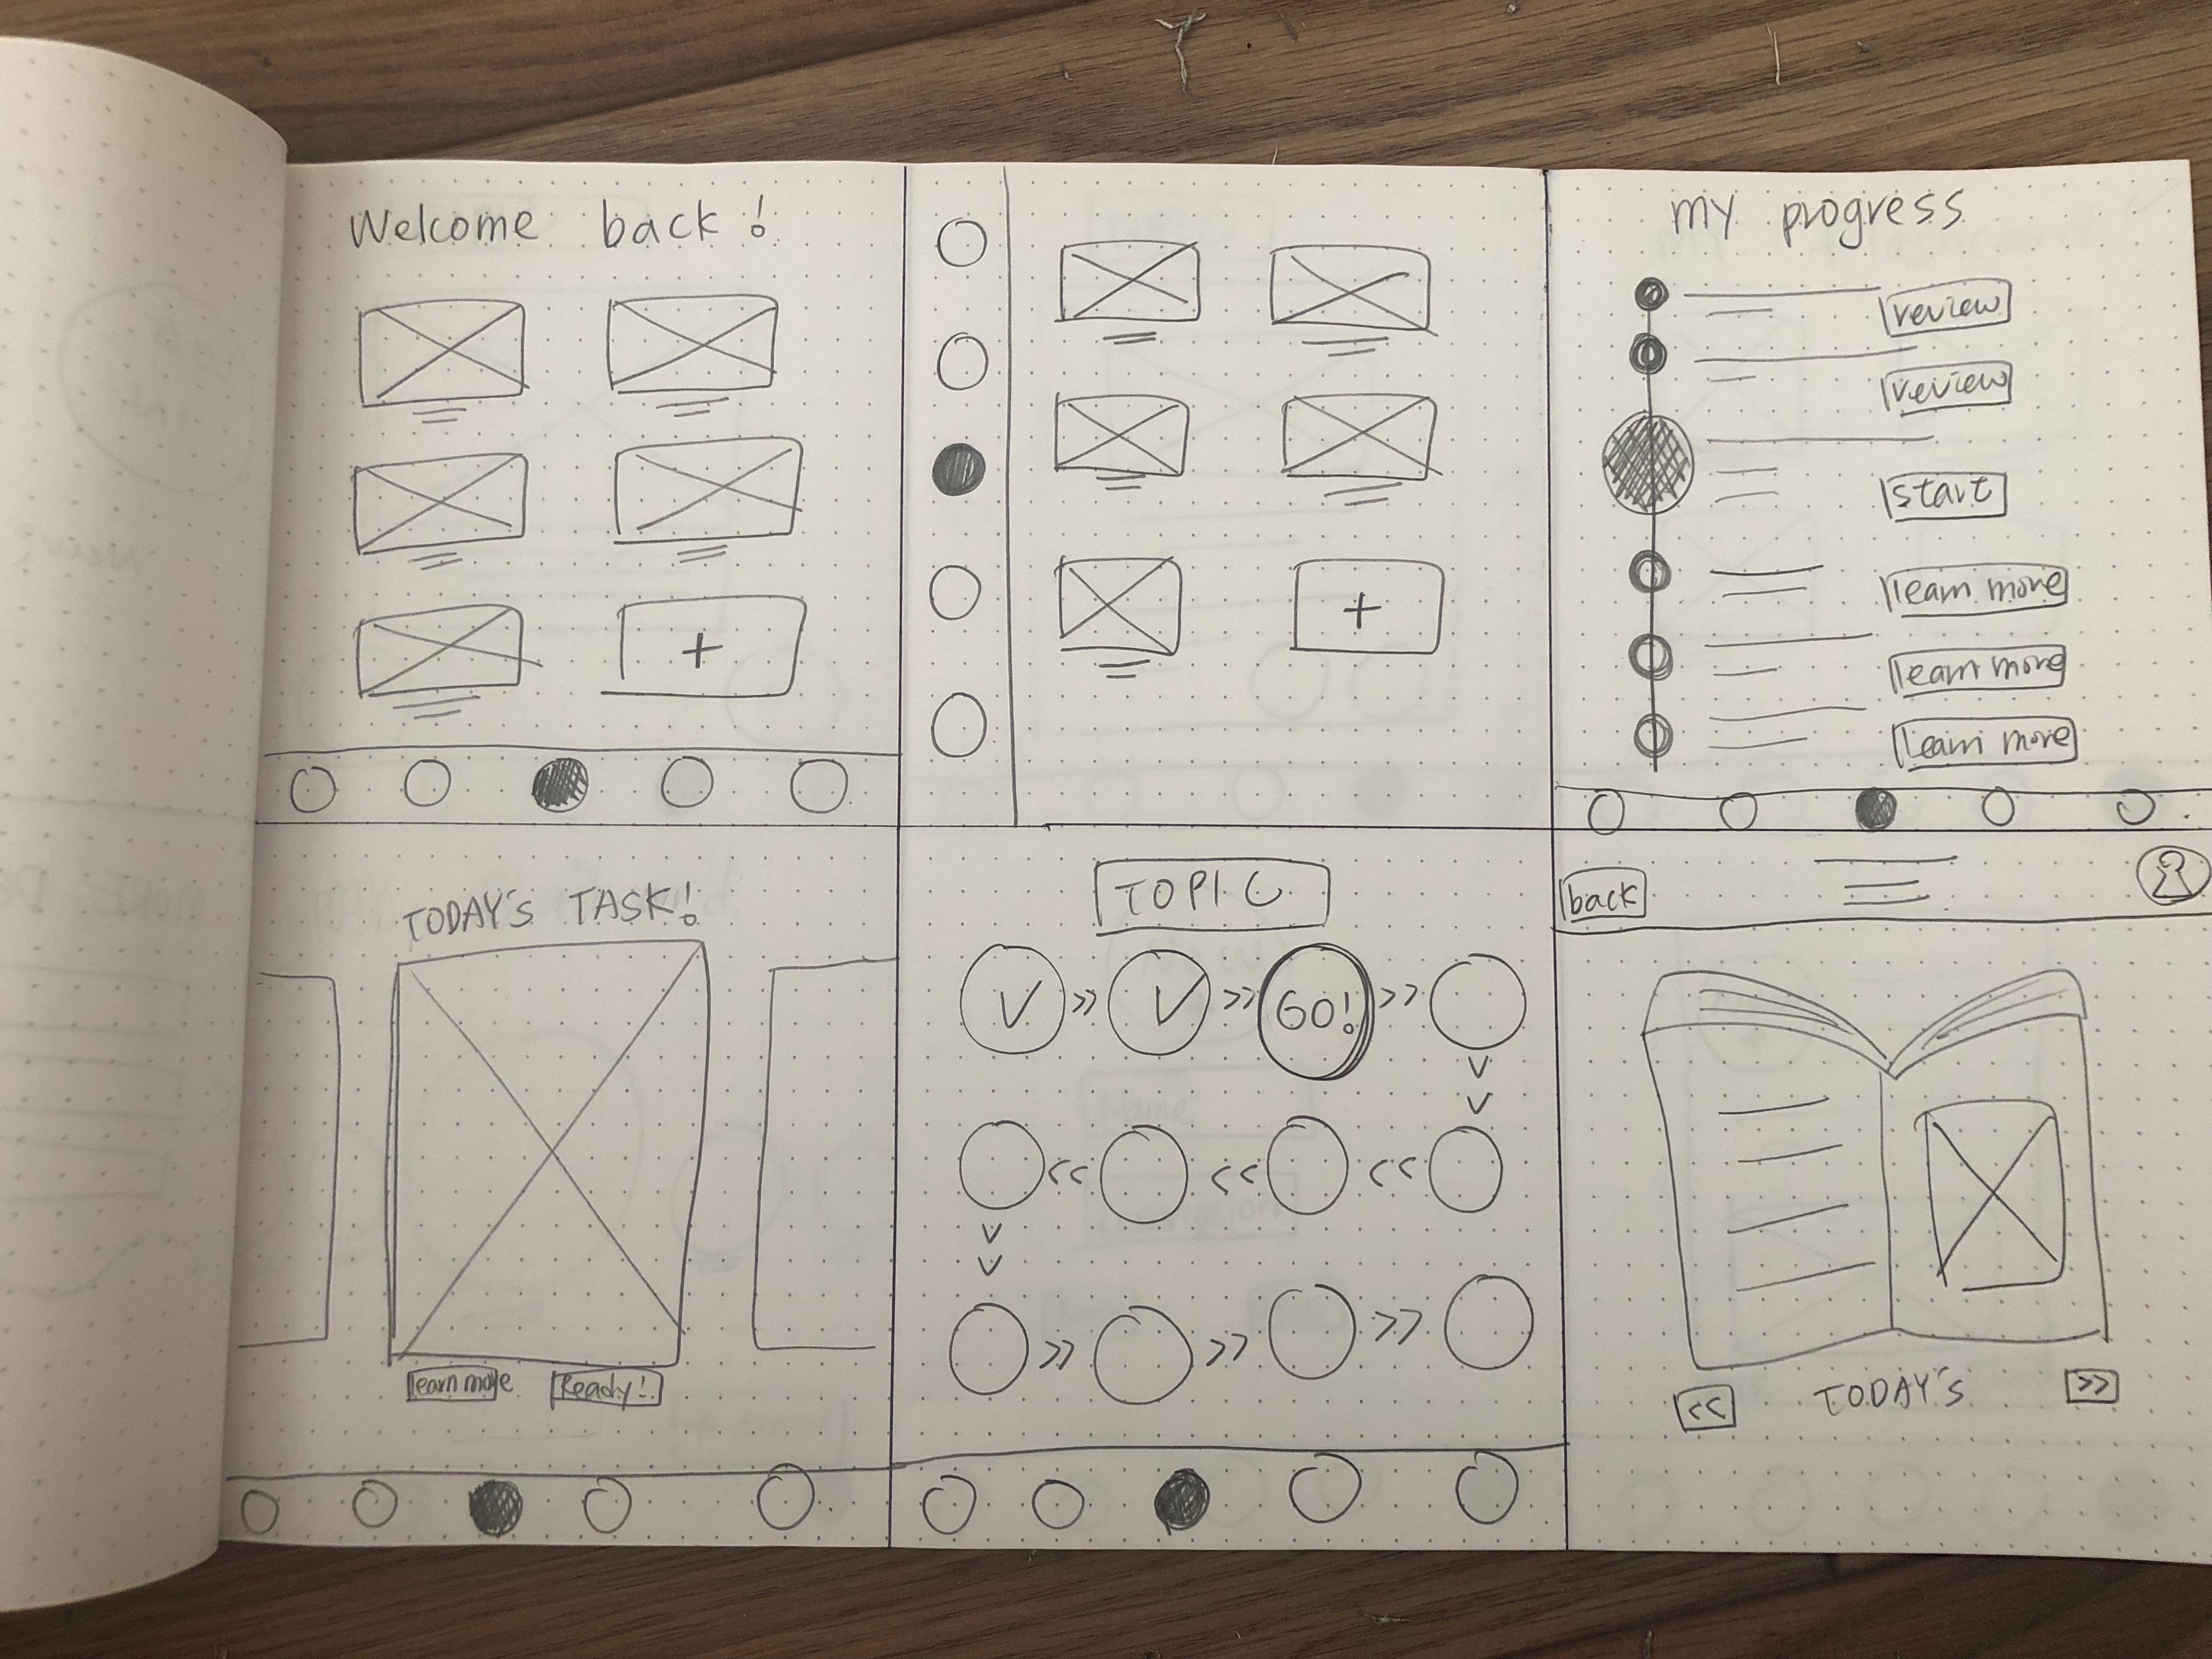 Welcome back!
+
+
my progress
review
review
start
learn more
learn more
learn more
TODAY'S TASK!
learn more
Ready!
TOPIC
>> >> GO! >>
<< << <<
>> >> >>
back
<< TODAY'S >>